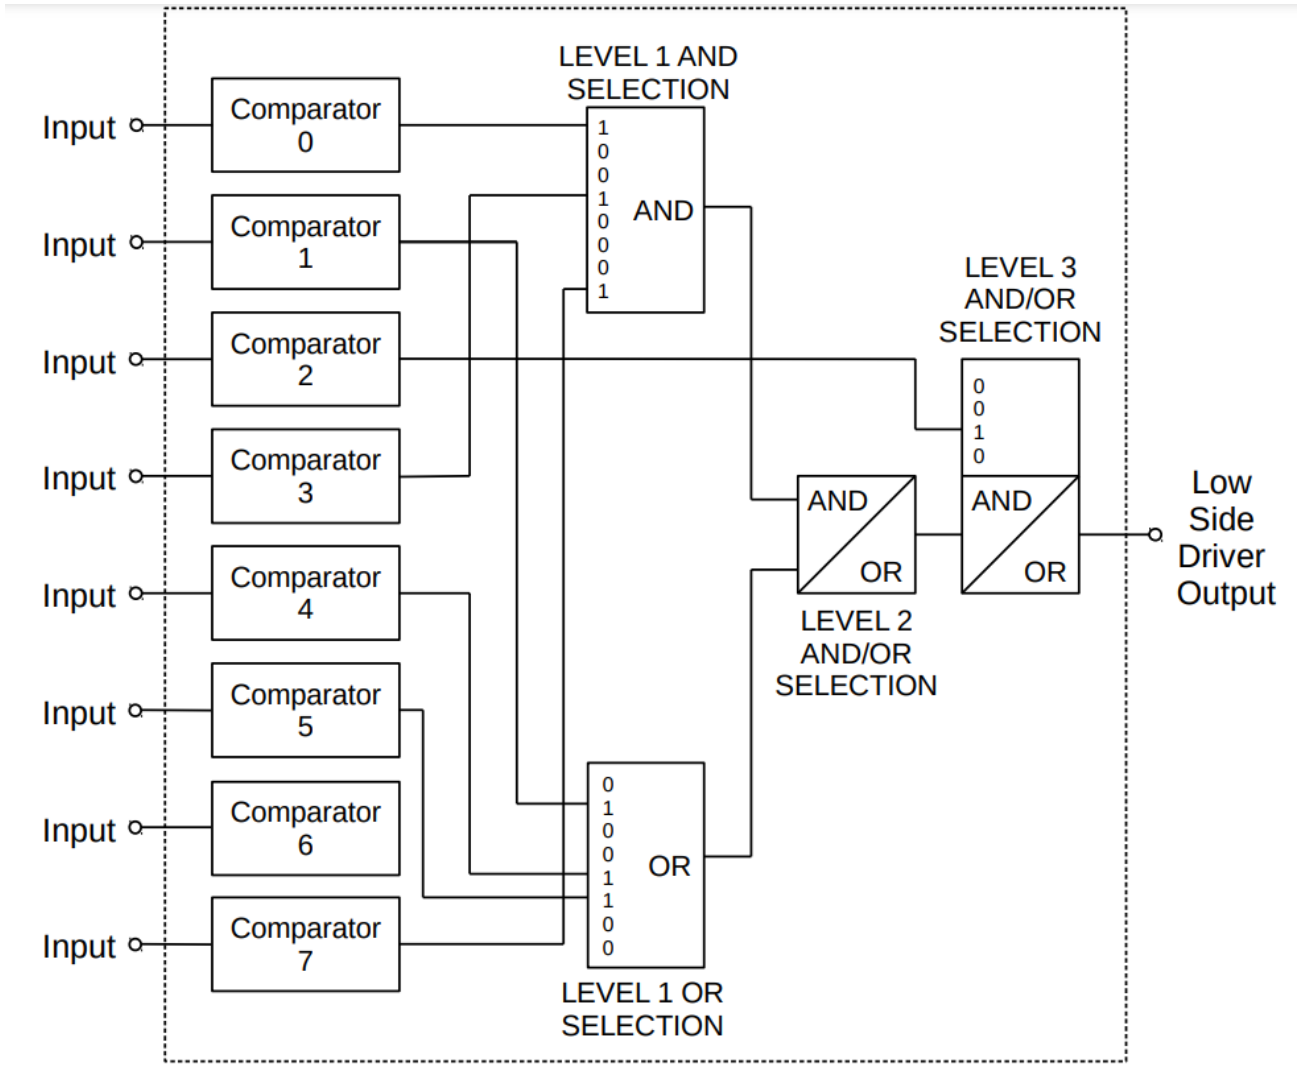 LEVEL 1 AND
SELECTION
Input
Comparator
0
1
0
0
1
0
0
0
1
AND
Input
Comparator
1
LEVEL 3
AND/OR
SELECTION
Input
Comparator
2
0
0
1
0
Input
Comparator
3
AND
OR
LEVEL 2
AND/OR
SELECTION
AND
OR
Low
Side
Driver
Output
Input
Comparator
4
Input
Comparator
5
Input
Comparator
6
0
1
0
0
1
1
0
0
OR
Input
Comparator
7
LEVEL 1 OR
SELECTION